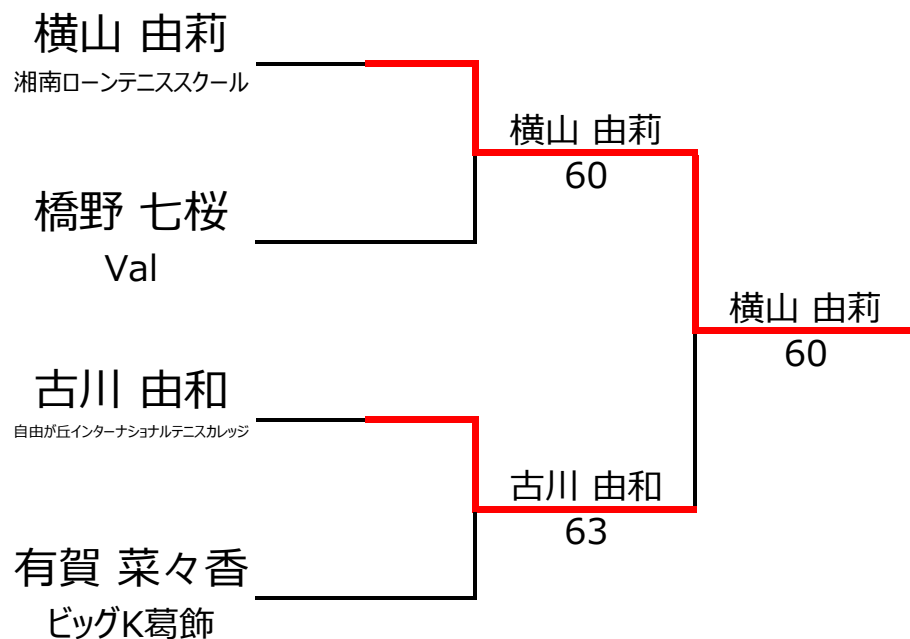 横山 由莉
湘南ローンテニススクール
横山 由莉
60
橋野 七桜
Val
横山 由莉
60
古川 由和
自由が丘インターナショナルテニスカレッジ
古川 由和
63
有賀 菜々香
ビッグK葛飾